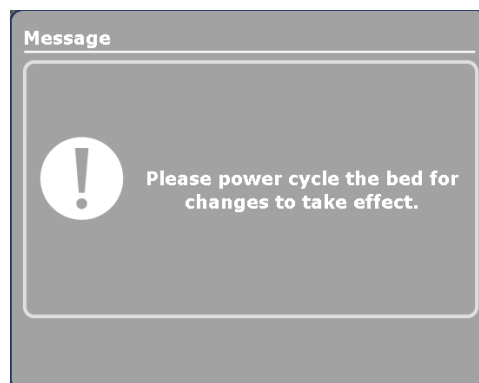 Message
Please power cycle the bed for
changes to take effect.